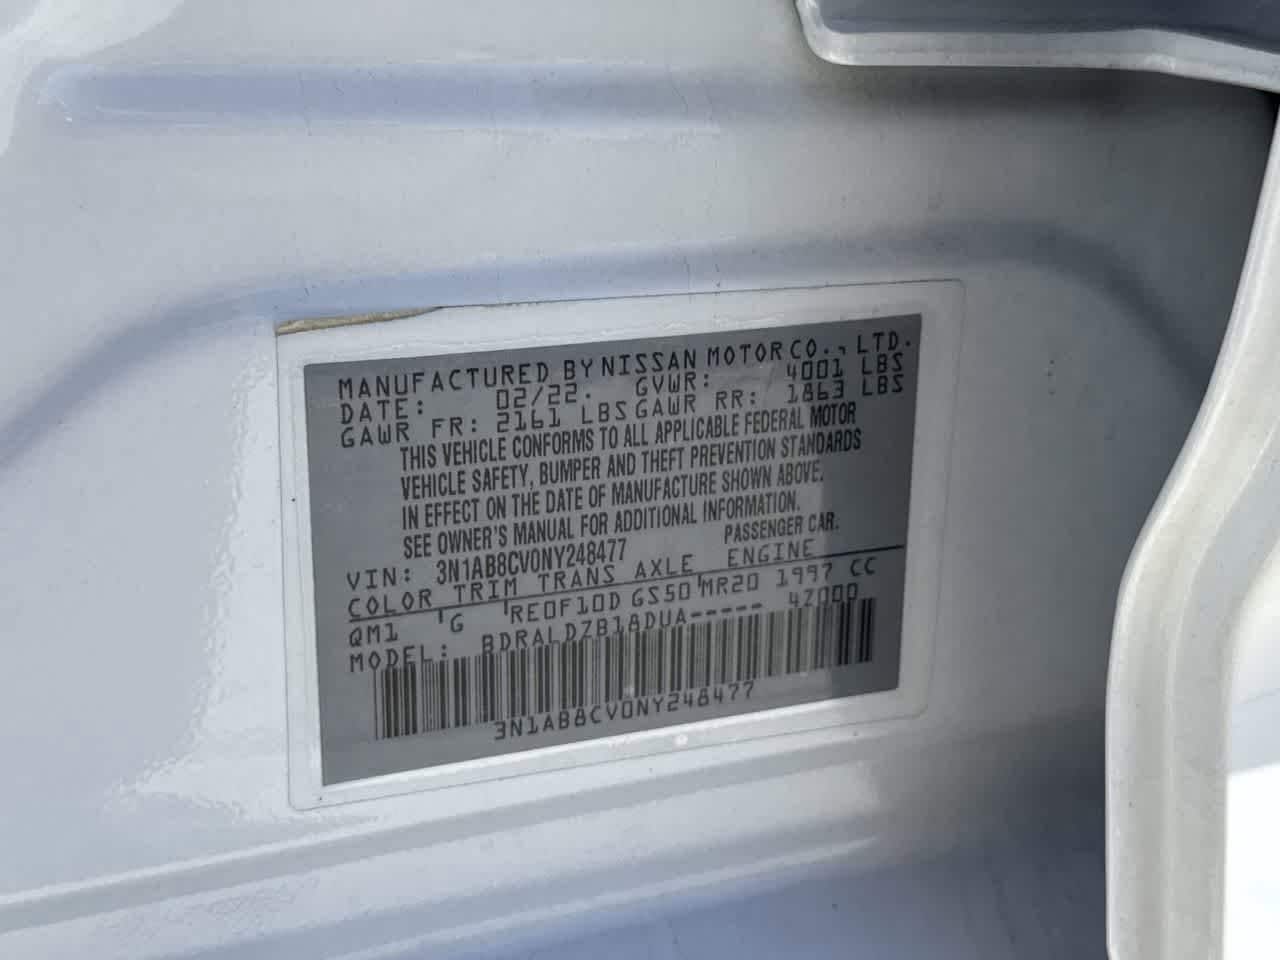 MANUFACTURED BY NISSAN MOTOR CO., LTD.
DATE: 02/22. GVWR: 4001 LBS
GAWR FR: 2161 LBS GAWR RR: 1863 LBS
THIS VEHICLE CONFORMS TO ALL APPLICABLE FEDERAL MOTOR
VEHICLE SAFETY, BUMPER AND THEFT PREVENTION STANDARDS
IN EFFECT ON THE DATE OF MANUFACTURE SHOWN ABOVE.
SEE OWNER'S MANUAL FOR ADDITIONAL INFORMATION.
VIN: 3N1AB8CV0NY248477 PASSENGER CAR.
COLOR TRIM TRANS AXLE ENGINE
QM1 'G 'RE0F10D GS50 'MR20 1997 CC
MODEL: BDRALDZB18DUA----- 47000
3N1AB8CV0NY248477